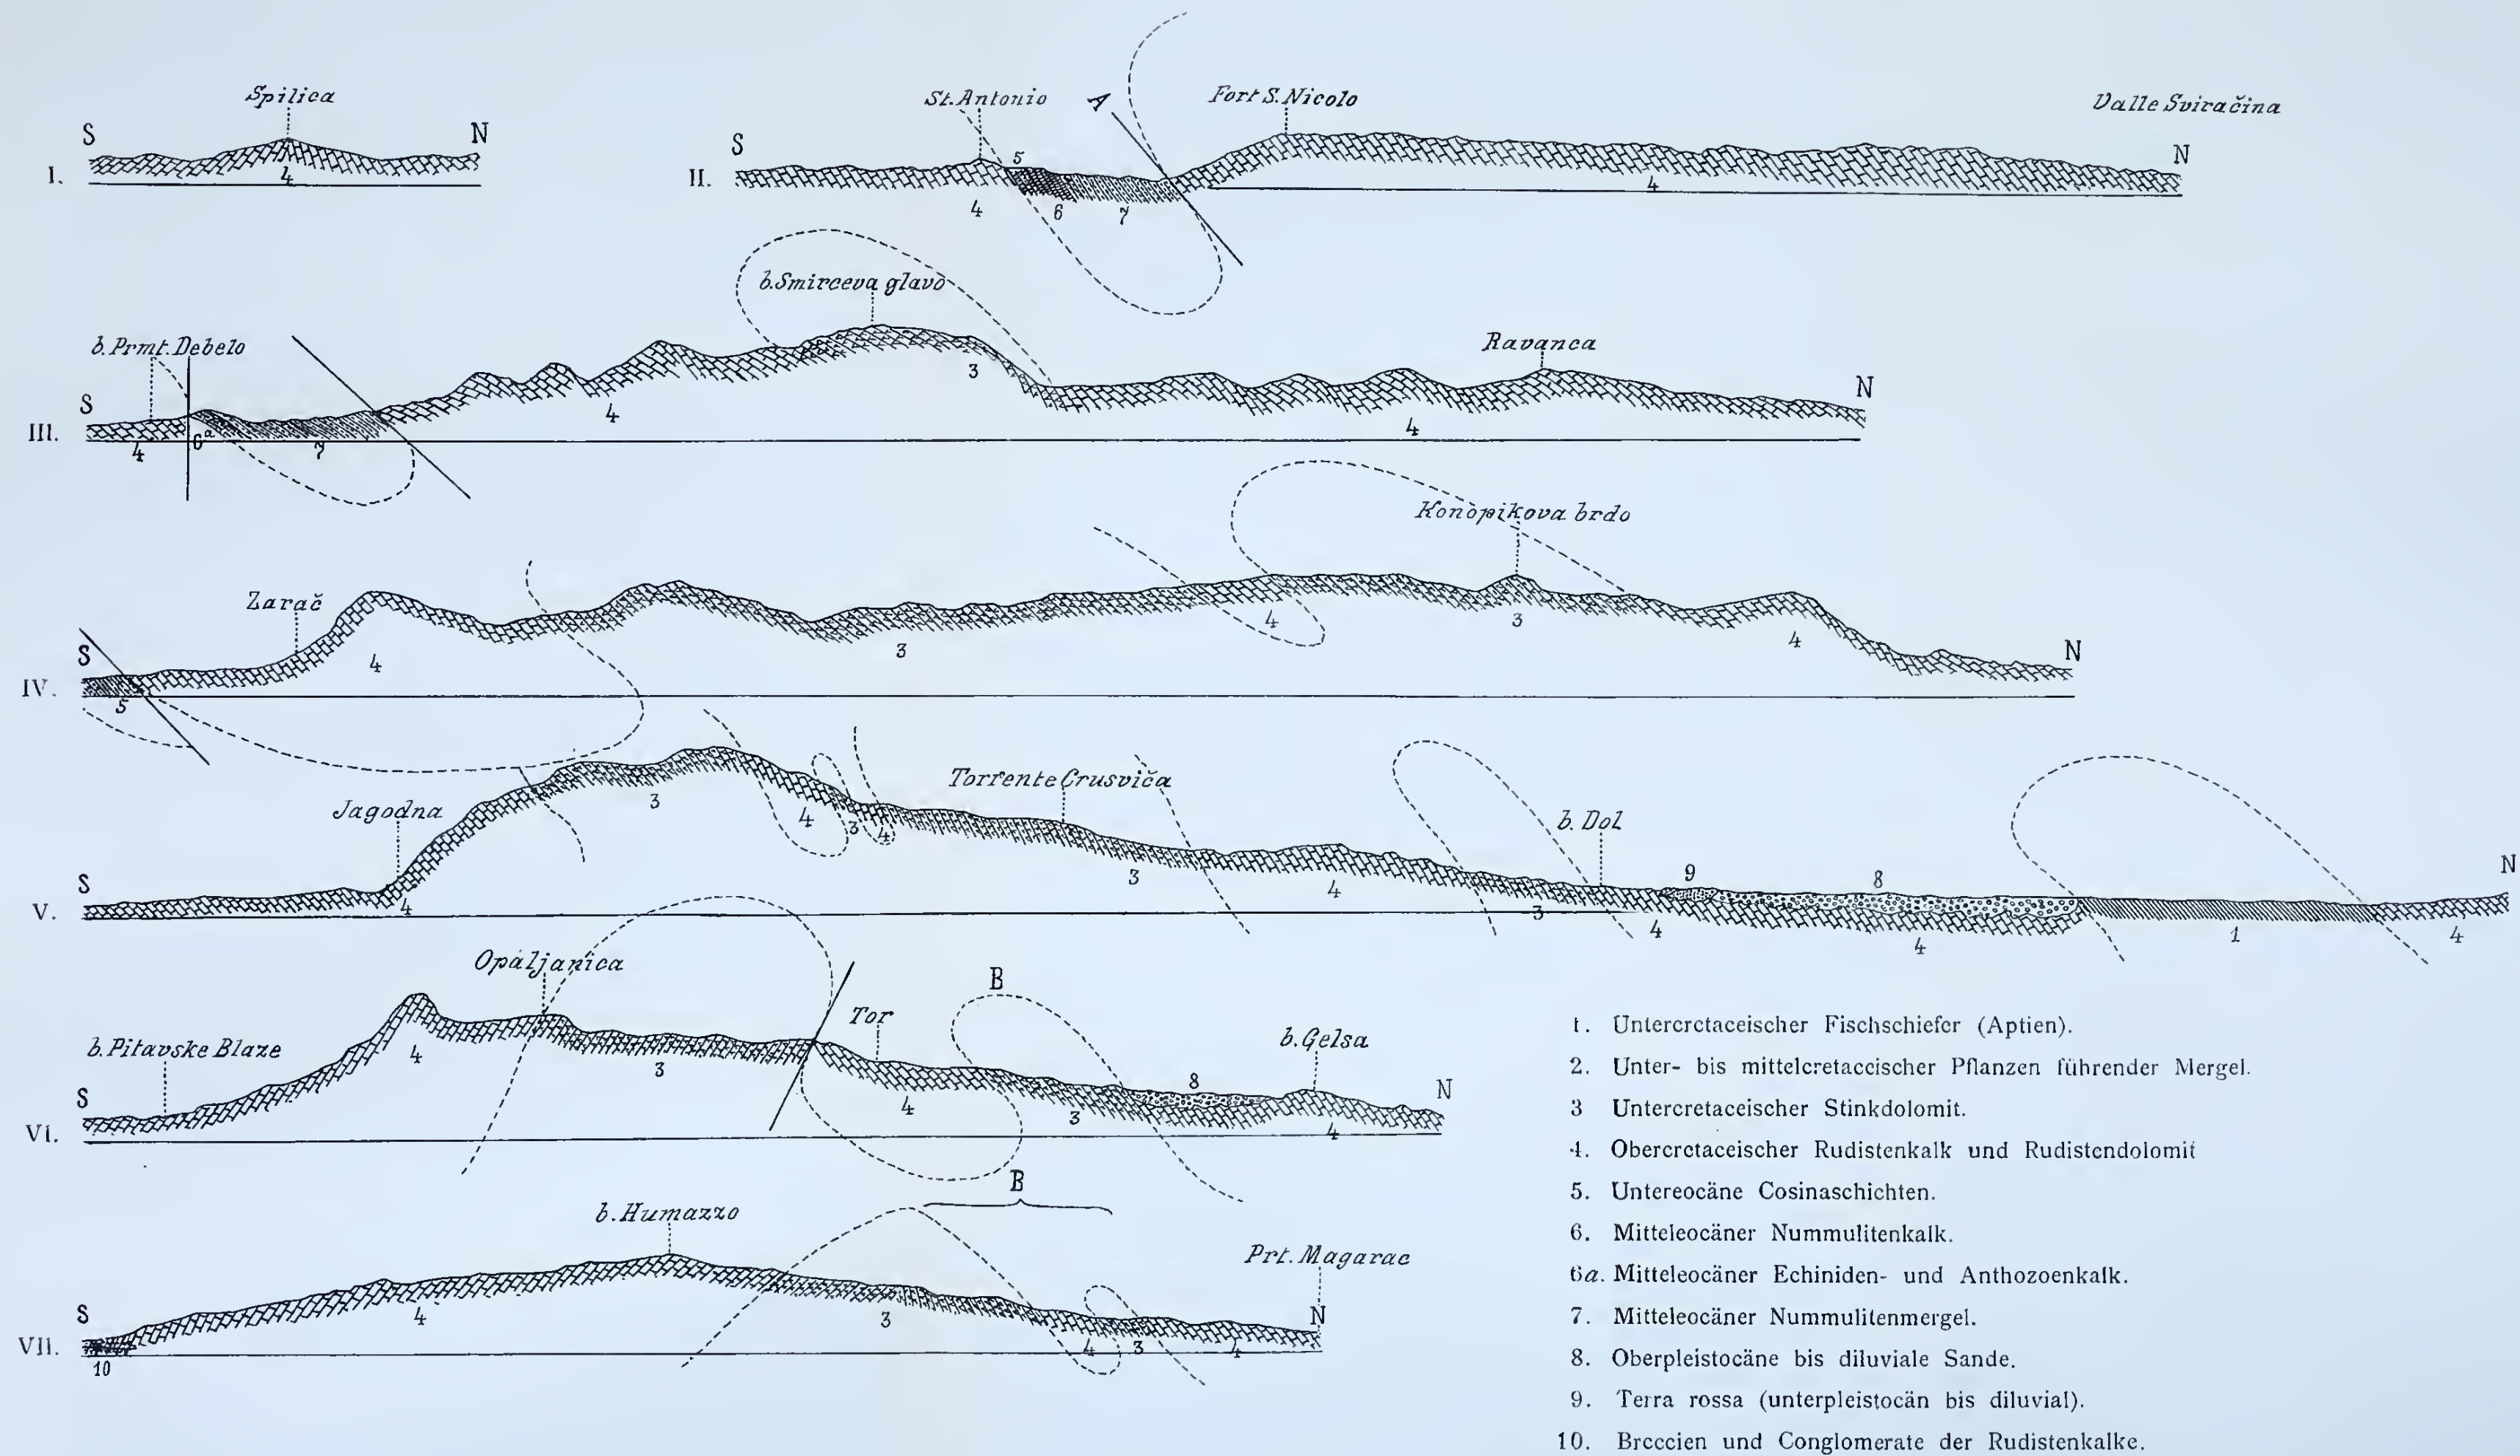 Spilica
S N
I.
4
St. Antonio A Fort S. Nicolo Valle Sviračina
S N
II.
5
4 6 7 4
b. Smirceva glavo
b. Prmt. Debelo Ravanca
S N
III.
4 6a 7 4 3 4
Konopikova brdo
Zarač
S N
IV.
5 4 3 4 3 4
Jagodna Torrente Crusviča b. Dol
S N
V.
9 8
4 3 4 3 4 3 4 3 4 4 1 4
Opaljanica B
b. Pitavske Blaze Tor b. Gelsa
S N
VI.
8
4 3 4 3 4
B
b. Humazzo Prt. Magarac
S N
VII.
10 4 3 4 3 4
1. Untercretaceischer Fischschiefer (Aptien).
2. Unter- bis mittelcretaceischer Pflanzen führender Mergel.
3 Untercretaceischer Stinkdolomit.
4. Obercretaceischer Rudistenkalk und Rudistendolomit
5. Untereocäne Cosinaschichten.
6. Mitteleocäner Nummulitenkalk.
6a. Mitteleocäner Echiniden- und Anthozoenkalk.
7. Mitteleocäner Nummulitenmergel.
8. Oberpleistocäne bis diluviale Sande.
9. Terra rossa (unterpleistocän bis diluvial).
10. Breccien und Conglomerate der Rudistenkalke.